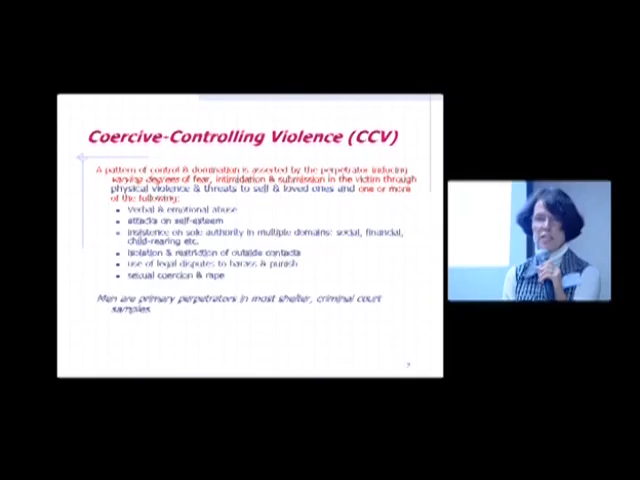 Coercive-Controlling Violence (CCV)
A pattern of control & domination is asserted by the perpetrator inducing
varying degrees of fear, intimidation & submission in the victim through
physical violence & threats to self & loved ones and one or more
of the following:
Verbal & emotional abuse
attacks on self-esteem
insistence on sole authority in multiple domains: social, financial,
child-rearing etc.
isolation & restriction of outside contacts
use of legal disputes to harass & punish
sexual coercion & rape
Men are primary perpetrators in most shelter, criminal court
samples.
7